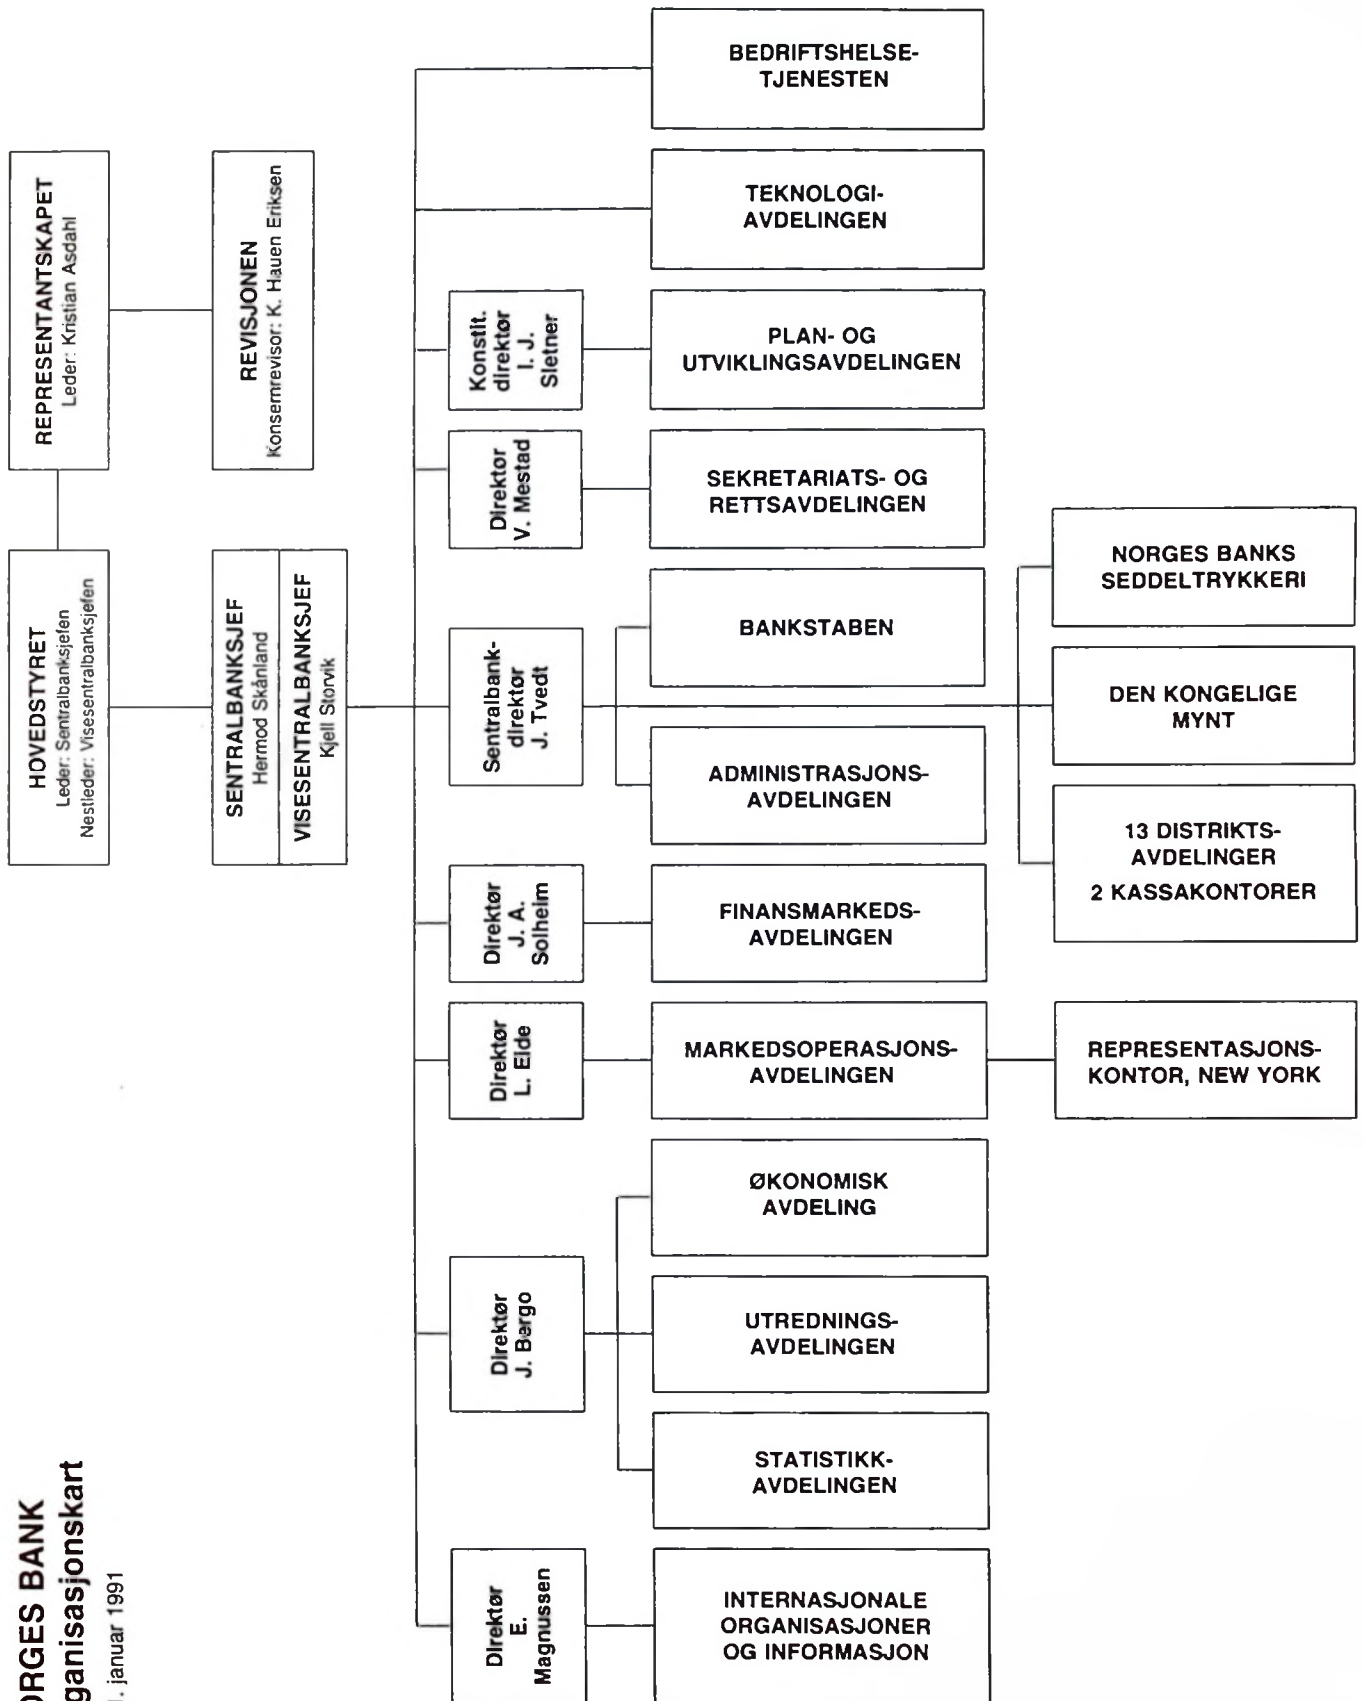 ORGES BANK
ganisasjonskart
1. januar 1991
HOVEDSTYRET
Leder: Sentralbanksjefen
Nestleder: Visesentralbanksjefen
REPRESENTANTSKAPET
Leder: Kristian Asdahl
SENTRALBANKSJEF
Hermod Skånland
VISESENTRALBANKSJEF
Kjell Storvik
REVISJONEN
Konsernrevisor: K. Hauen Eriksen
Direktør
E.
Magnussen
Direktør
J. Bergo
Direktør
L. Eide
Direktør
J. A.
Solheim
Sentralbank-
direktør
J. Tvedt
Direktør
V. Mestad
Konstit.
direktør
I. J.
Sletner
BEDRIFTSHELSE-
TJENESTEN
TEKNOLOGI-
AVDELINGEN
PLAN- OG
UTVIKLINGSAVDELINGEN
SEKRETARIATS- OG
RETTSAVDELINGEN
BANKSTABEN
ADMINISTRASJONS-
AVDELINGEN
FINANSMARKEDS-
AVDELINGEN
MARKEDSOPERASJONS-
AVDELINGEN
ØKONOMISK
AVDELING
UTREDNINGS-
AVDELINGEN
STATISTIKK-
AVDELINGEN
INTERNASJONALE
ORGANISASJONER
OG INFORMASJON
NORGES BANKS
SEDDELTRYKKERI
DEN KONGELIGE
MYNT
13 DISTRIKTS-
AVDELINGER
2 KASSAKONTORER
REPRESENTASJONS-
KONTOR, NEW YORK